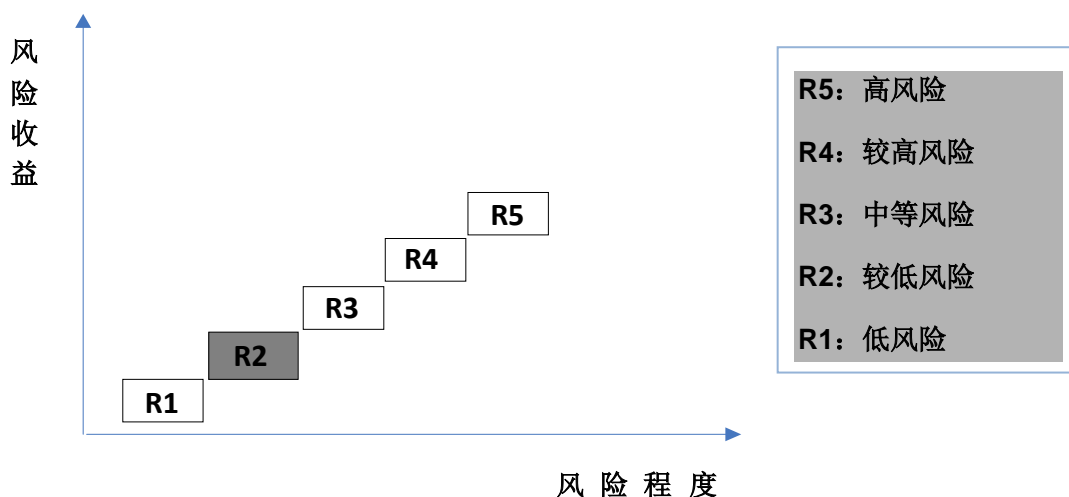 风
险
收
益
R5
R4
R3
R2
R1
风 险 程 度
R5：高风险
R4：较高风险
R3：中等风险
R2：较低风险
R1：低风险